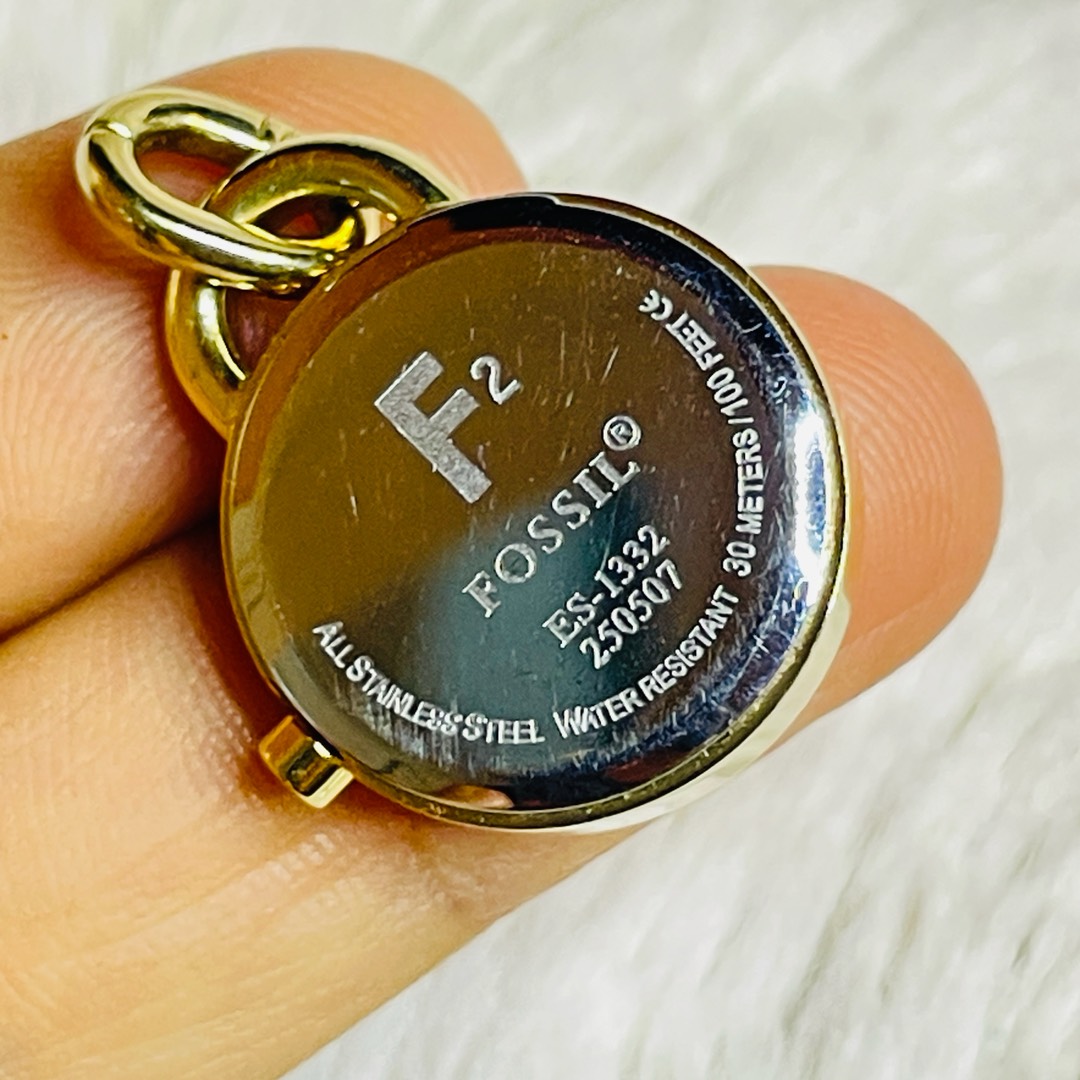 F²
FOSSIL®
ES-1332
250507
ALL STAINLESS STEEL WATER RESISTANT 30 METERS / 100 FEET CE